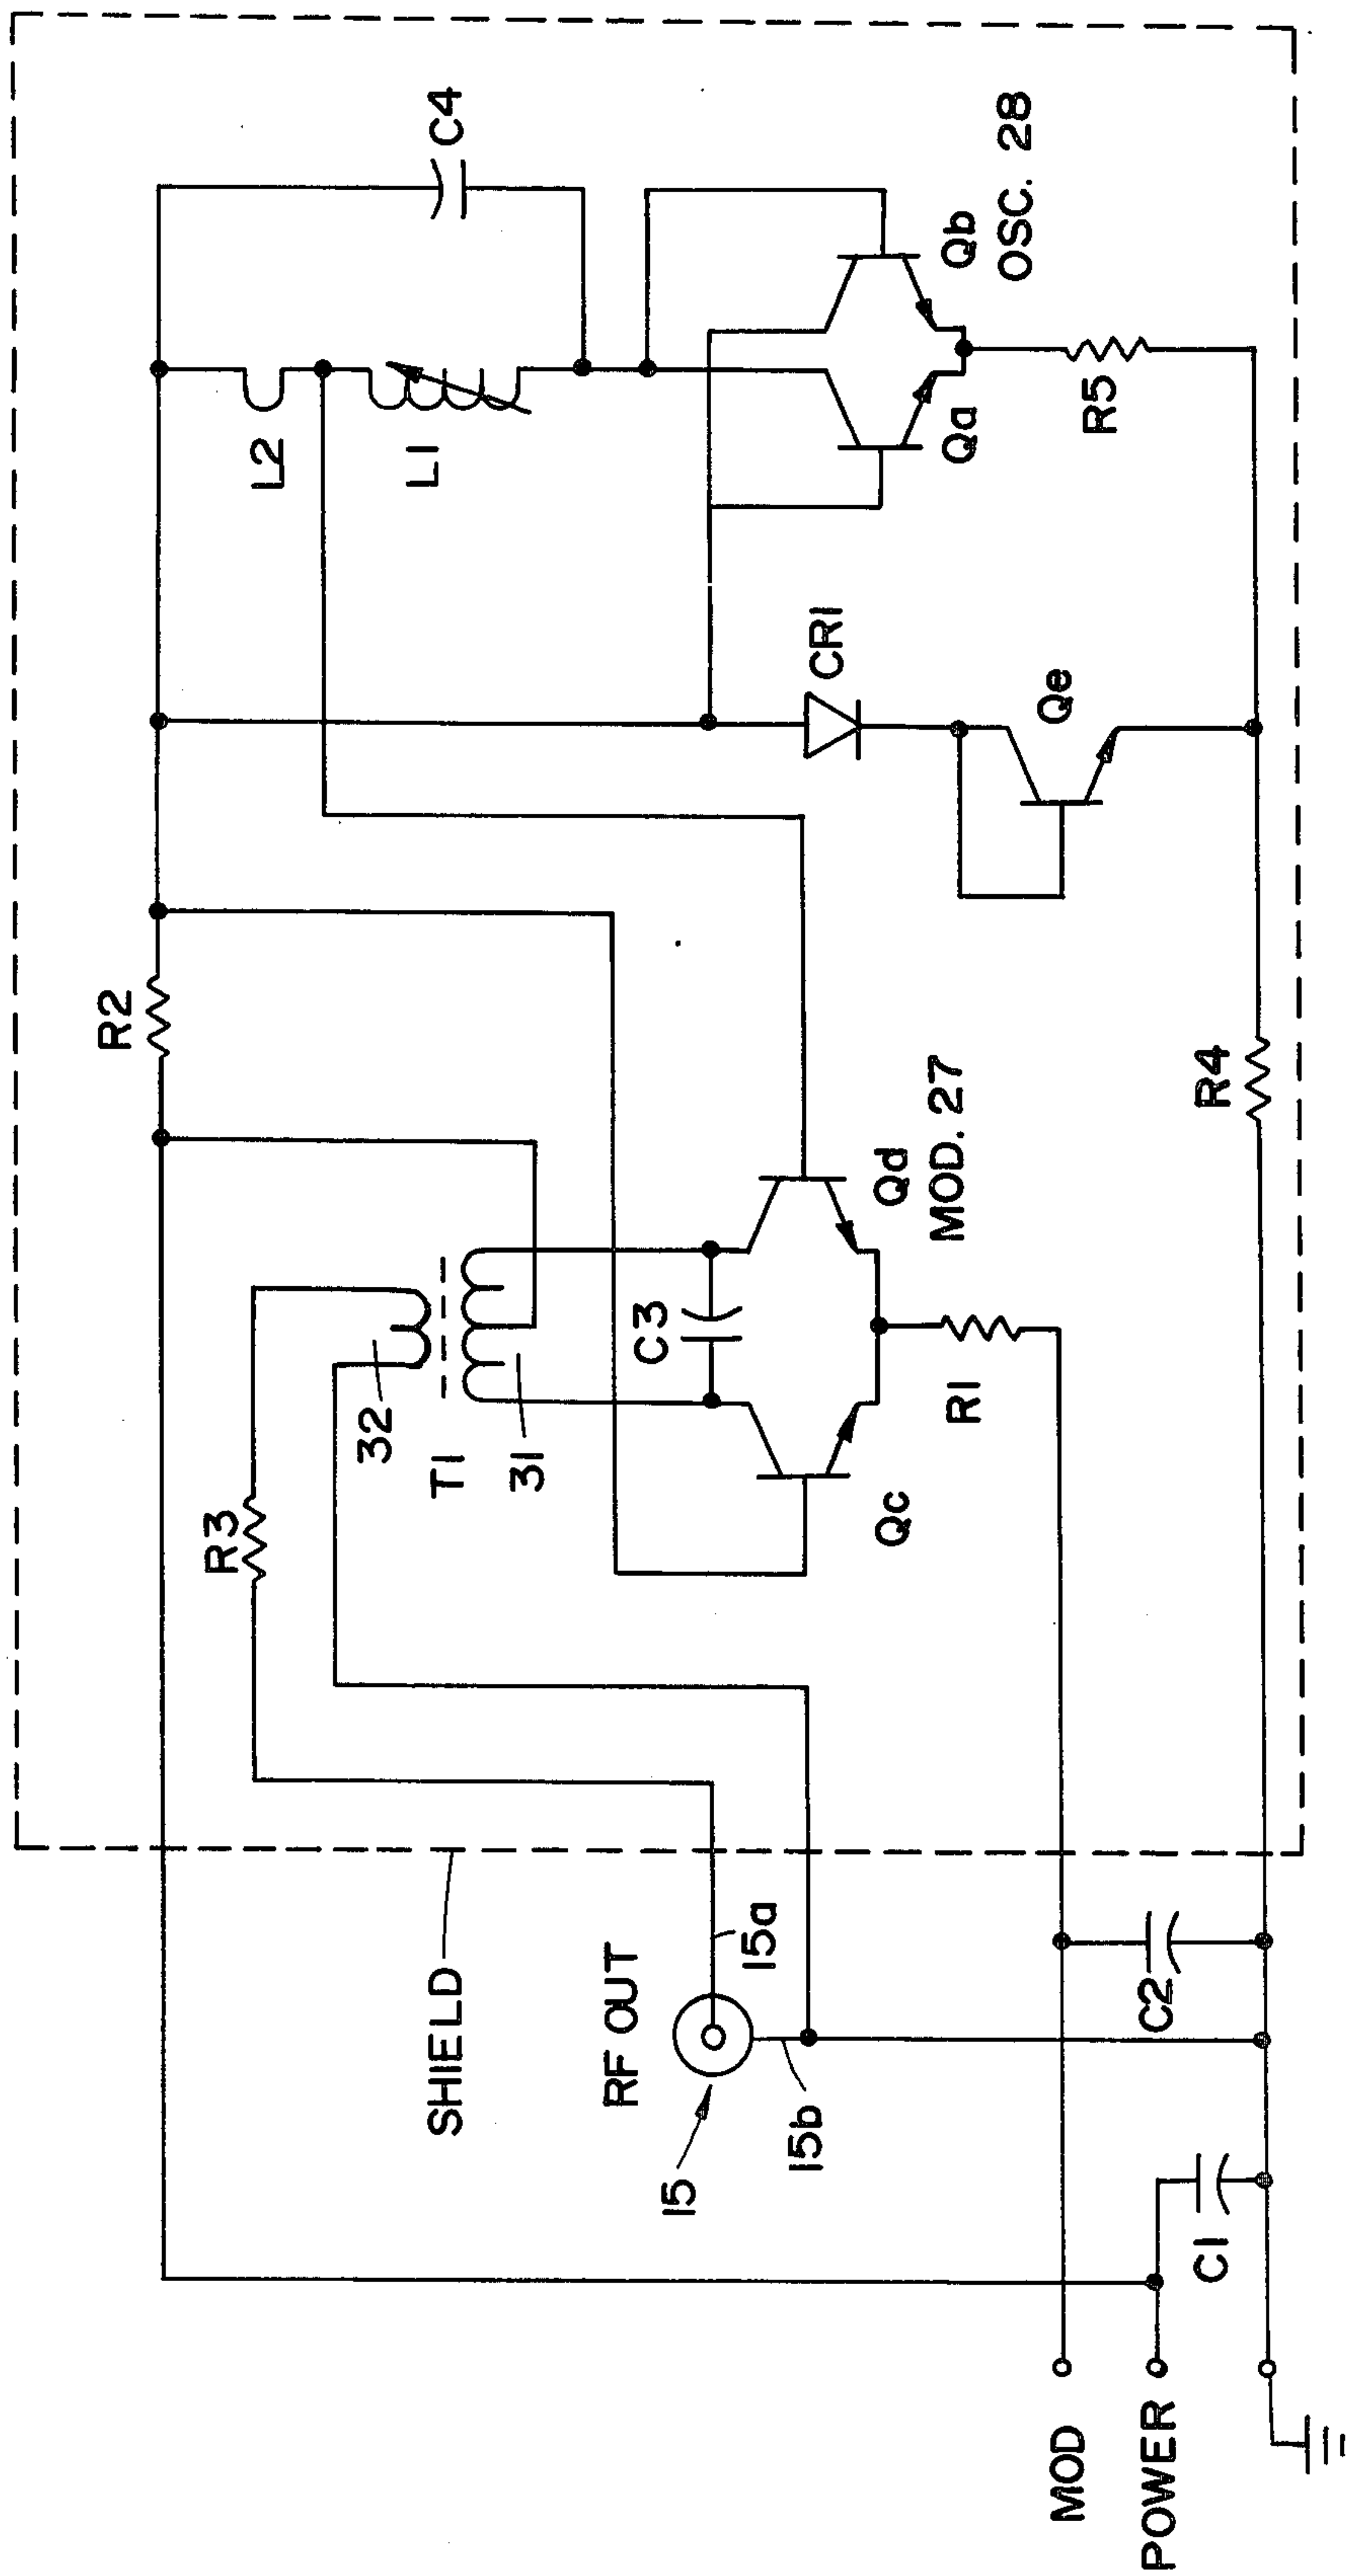 R2
R3
32
T1
31
C3
L2
L1
C4
SHIELD
RF OUT
15
15a
15b
Qc
Qd
MOD. 27
R1
CR1
Qe
Qa
Qb
OSC. 28
R5
R4
C2
C1
MOD
POWER